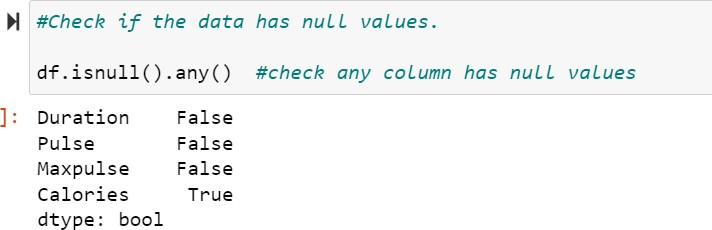 #Check if the data has null values.
df.isnull().any() #check any column has null values
]: Duration False
Pulse False
Maxpulse False
Calories True
dtype: bool